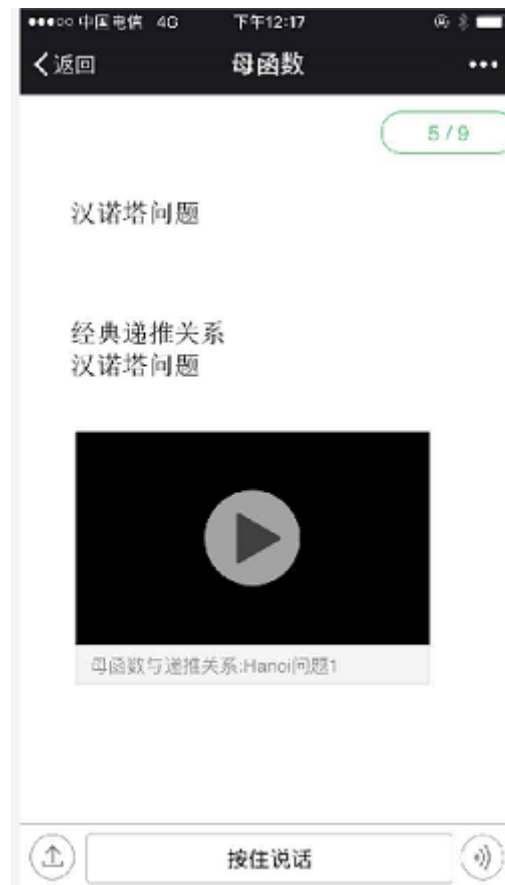 中国电信 4G 下午12:17
返回 母函数
5 / 9
汉诺塔问题
经典递推关系
汉诺塔问题
母函数与递推关系:Hanoi问题1
按住说话